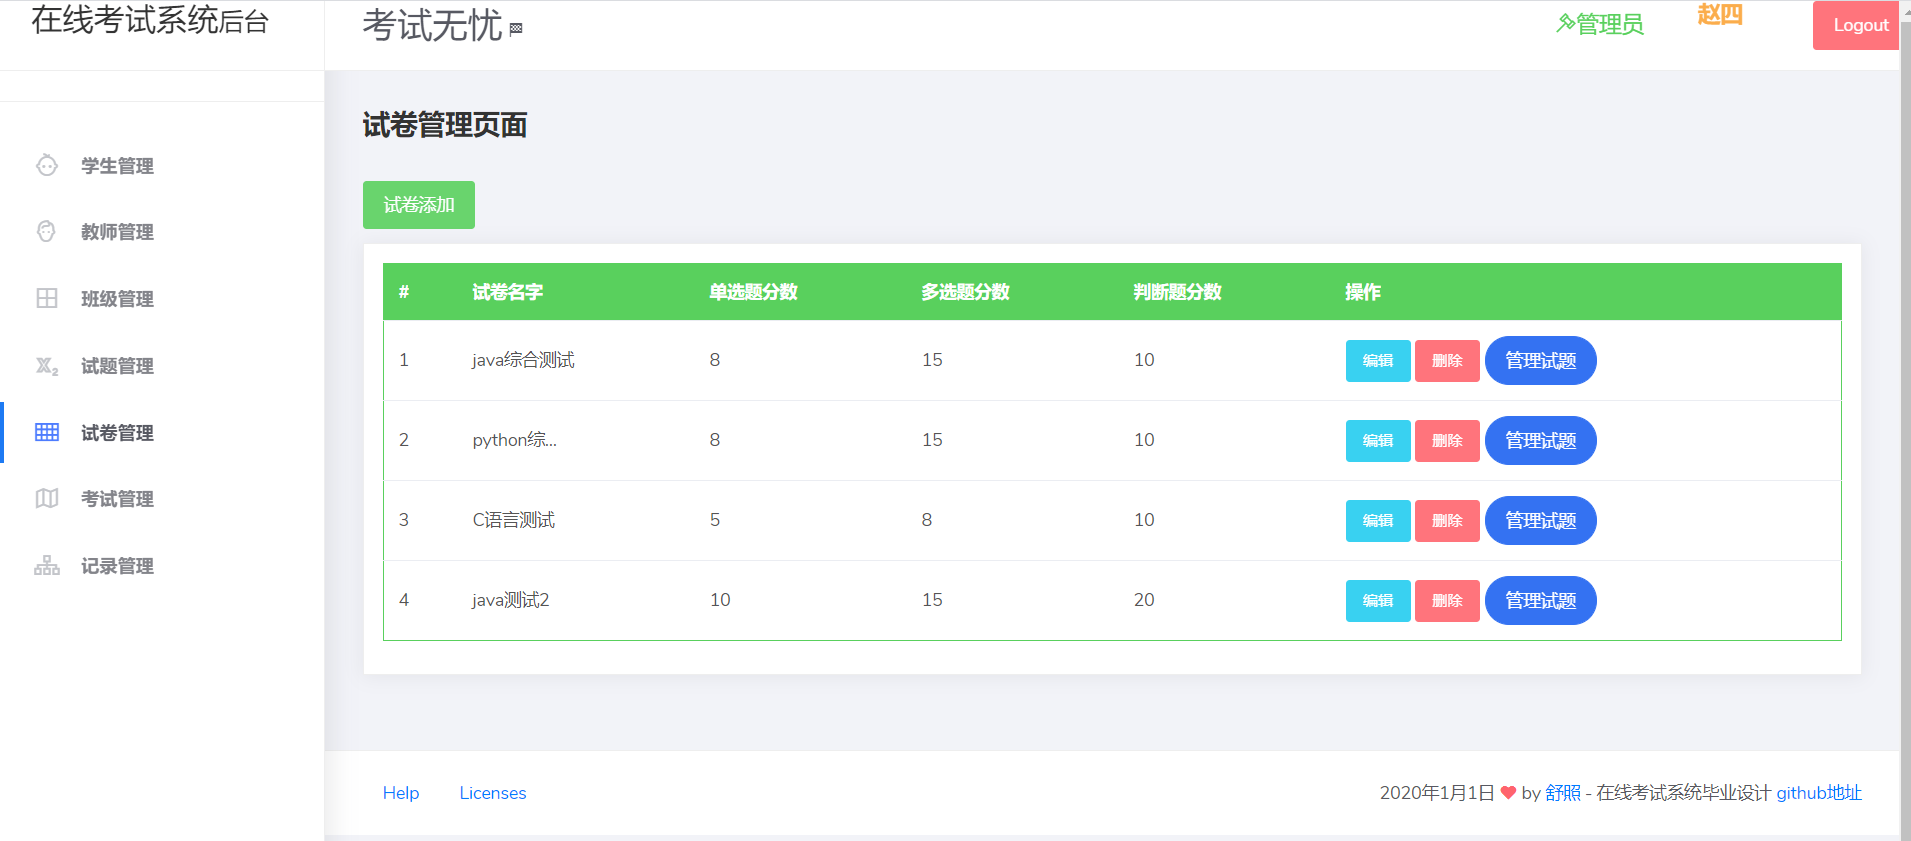 在线考试系统后台
考试无忧
管理员
赵四
Logout
学生管理
教师管理
班级管理
试题管理
试卷管理
考试管理
记录管理
试卷管理页面
试卷添加
# 试卷名字 单选题分数 多选题分数 判断题分数 操作
1 java综合测试 8 15 10 编辑 删除 管理试题
2 python综... 8 15 10 编辑 删除 管理试题
3 C语言测试 5 8 10 编辑 删除 管理试题
4 java测试2 10 15 20 编辑 删除 管理试题
Help Licenses 2020年1月1日 ❤ by 舒照 - 在线考试系统毕业设计 github地址